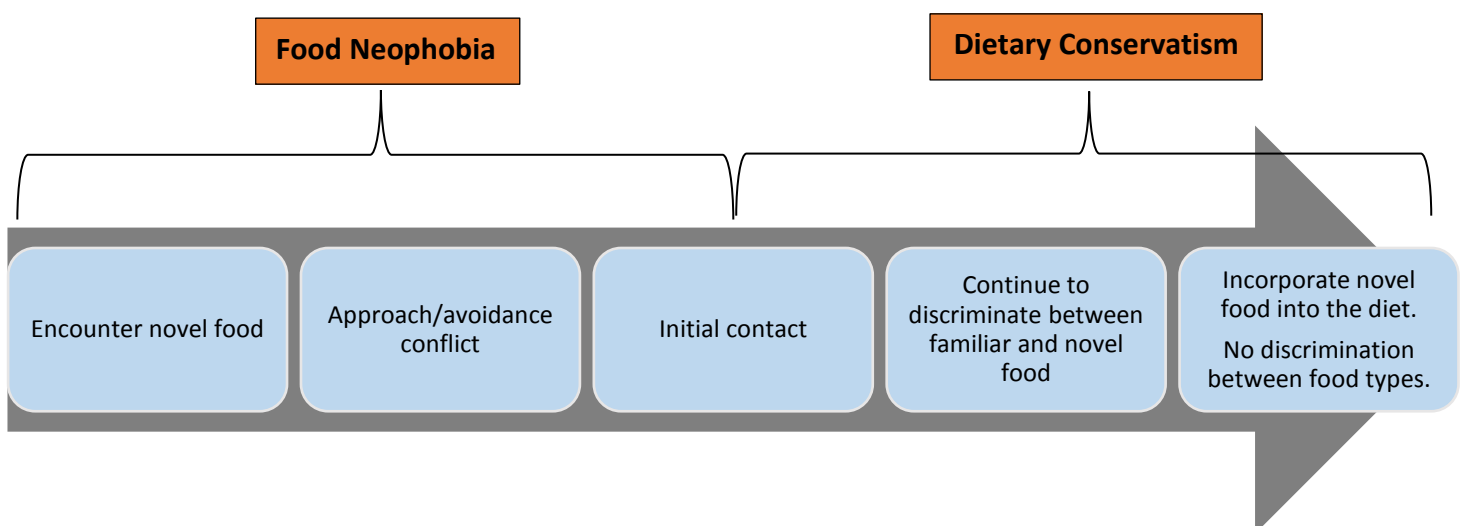 Food Neophobia
Dietary Conservatism
Encounter novel food
Approach/avoidance
conflict
Initial contact
Continue to
discriminate between
familiar and novel
food
Incorporate novel
food into the diet.
No discrimination
between food types.